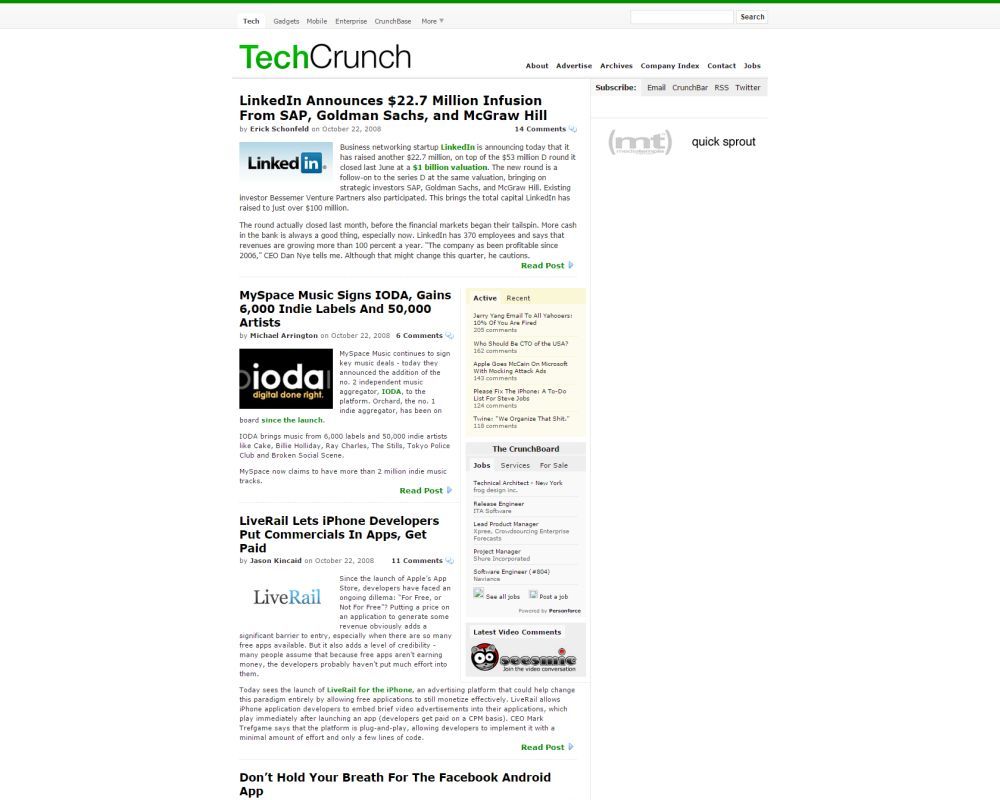 Tech Gadgets Mobile Enterprise CrunchBase More Search
TechCrunch
About Advertise Archives Company Index Contact Jobs
Subscribe: Email CrunchBar RSS Twitter
(mt)
mediatemple
quick sprout
LinkedIn Announces $22.7 Million Infusion
From SAP, Goldman Sachs, and McGraw Hill
by Erick Schonfeld on October 22, 2008 14 Comments
LinkedIn
Business networking startup LinkedIn is announcing today that it
has raised another $22.7 million, on top of the $53 million D round it
closed last June at a $1 billion valuation. The new round is a
follow-on to the series D at the same valuation, bringing on
strategic investors SAP, Goldman Sachs, and McGraw Hill. Existing
investor Bessemer Venture Partners also participated. This brings the total capital LinkedIn has
raised to just over $100 million.
The round actually closed last month, before the financial markets began their tailspin. More cash
in the bank is always a good thing, especially now. LinkedIn has 370 employees and says that
revenues are growing more than 100 percent a year. "The company as been profitable since
2006," CEO Dan Nye tells me. Although that might change this quarter, he cautions.
Read Post
MySpace Music Signs IODA, Gains
6,000 Indie Labels And 50,000
Artists
by Michael Arrington on October 22, 2008 6 Comments
ioda
digital done right.
MySpace Music continues to sign
key music deals - today they
announced the addition of the
no. 2 independent music
aggregator, IODA, to the
platform. Orchard, the no. 1
indie aggregator, has been on
board since the launch.
IODA brings music from 6,000 labels and 50,000 indie artists
like Cake, Billie Holliday, Ray Charles, The Stills, Tokyo Police
Club and Broken Social Scene.
MySpace now claims to have more than 2 million indie music
tracks.
Read Post
LiveRail Lets iPhone Developers
Put Commercials In Apps, Get
Paid
by Jason Kincaid on October 22, 2008 11 Comments
LiveRail
Since the launch of Apple's App
Store, developers have faced an
ongoing dillema: "For Free, or
Not For Free"? Putting a price on
an application to generate some
revenue obviously adds a
significant barrier to entry, especially when there are so many
free apps available. But it also adds a level of credibility -
many people assume that because free apps aren't earning
money, the developers probably haven't put much effort into
them.
Today sees the launch of LiveRail for the iPhone, an advertising platform that could help change
this paradigm entirely by allowing free applications to still monetize effectively. LiveRail allows
iPhone application developers to embed brief video advertisements into their applications, which
play immediately after launching an app (developers get paid on a CPM basis). CEO Mark
Trefgame says that the platform is plug-and-play, allowing developers to implement it with a
minimal amount of effort and only a few lines of code.
Read Post
Don't Hold Your Breath For The Facebook Android
App
Active Recent
Jerry Yang Email To All Yahooers:
10% Of You Are Fired
205 comments
Who Should Be CTO of the USA?
162 comments
Apple Goes McCain On Microsoft
With Mocking Attack Ads
143 comments
Please Fix The iPhone: A To-Do
List For Steve Jobs
124 comments
Twine: "We Organize That Shit."
118 comments
The CrunchBoard
Jobs Services For Sale
Technical Architect - New York
frog design inc.
Release Engineer
ITA Software
Lead Product Manager
Xpree, Crowdsourcing Enterprise
Forecasts
Project Manager
Shure Incorporated
Software Engineer (#804)
Naviance
See all jobs Post a job
Powered by Personforce
Latest Video Comments
seesmic
Join the video conversation